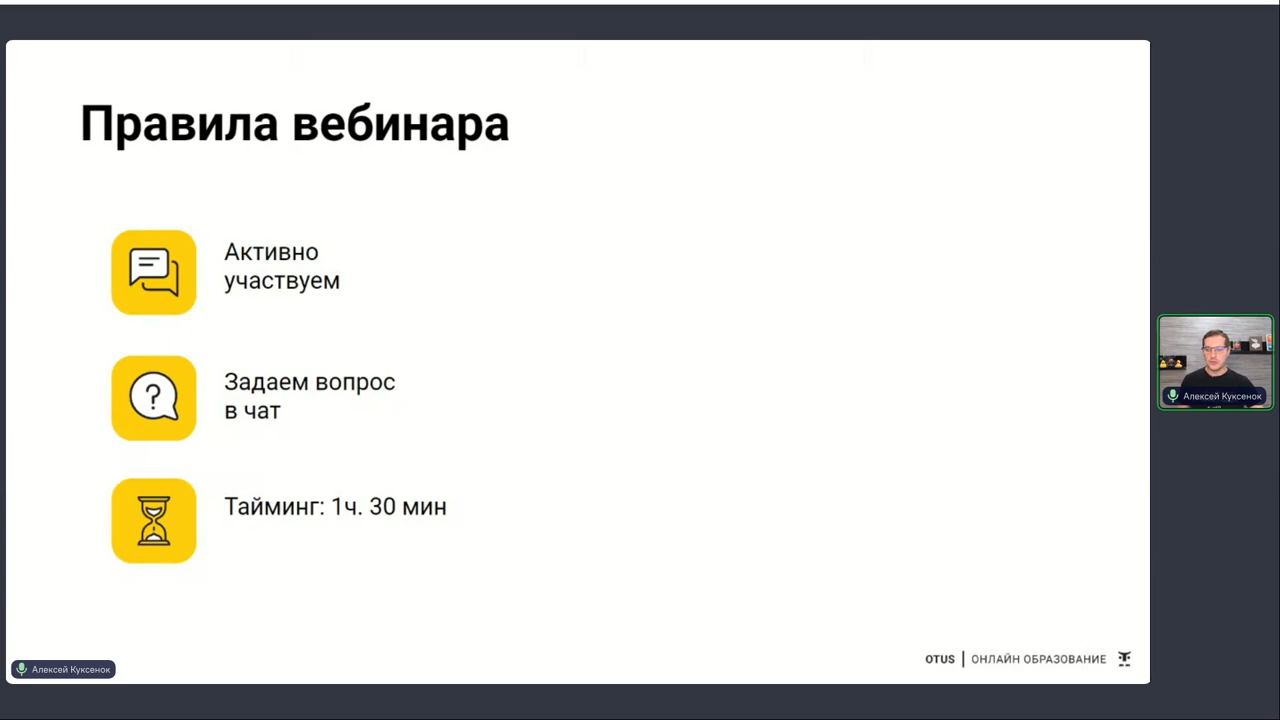 Правила вебинара
Активно
участвуем
Задаем вопрос
в чат
Тайминг: 1ч. 30 мин
Алексей Куксенок
OTUS | ОНЛАЙН ОБРАЗОВАНИЕ
Алексей Куксенок